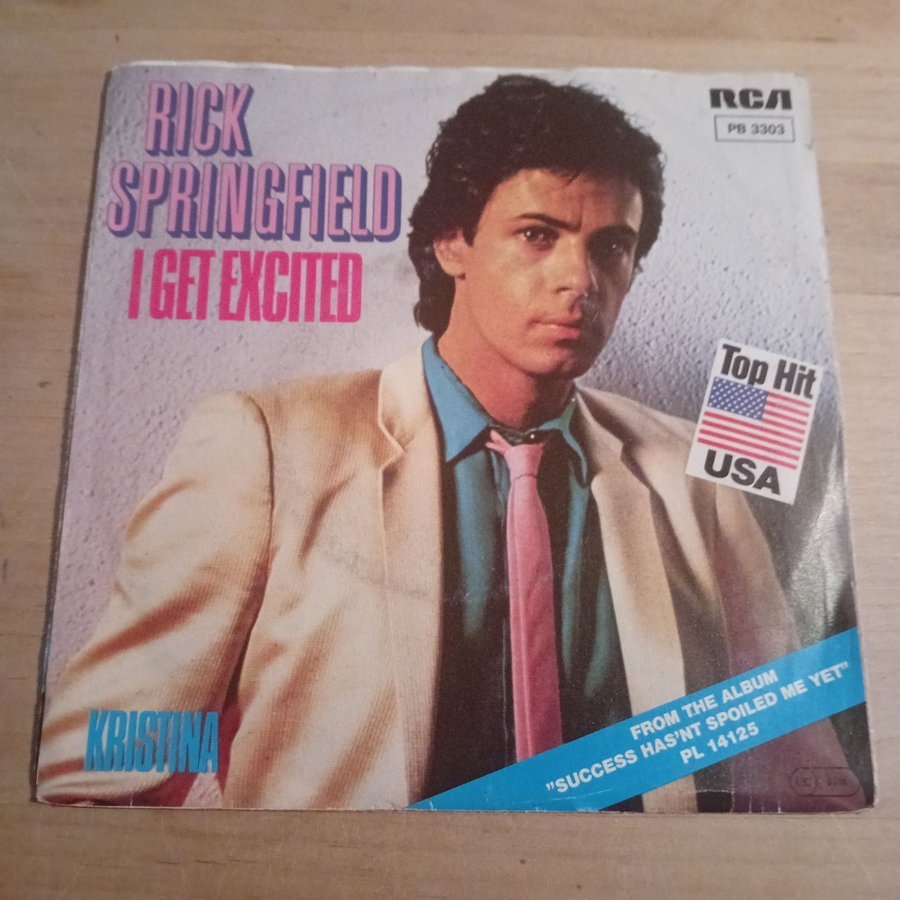 RICK
SPRINGFIELD
I GET EXCITED
RCA
PB 3303
Top Hit
USA
KRISTINA
FROM THE ALBUM
"SUCCESS HAS'NT SPOILED ME YET"
PL 14125
LC